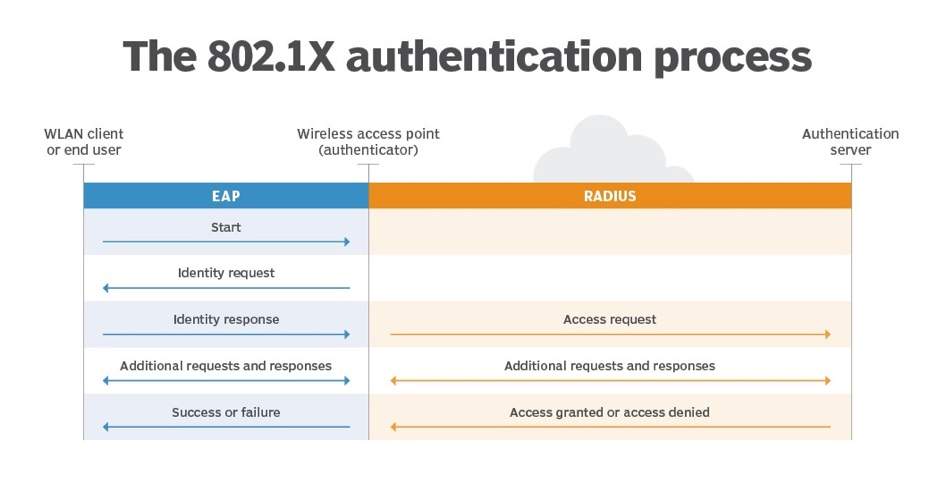 The 802.1X authentication process
WLAN client
or end user
Wireless access point
(authenticator)
Authentication
server
EAP
RADIUS
Start
Identity request
Identity response
Access request
Additional requests and responses
Additional requests and responses
Success or failure
Access granted or access denied